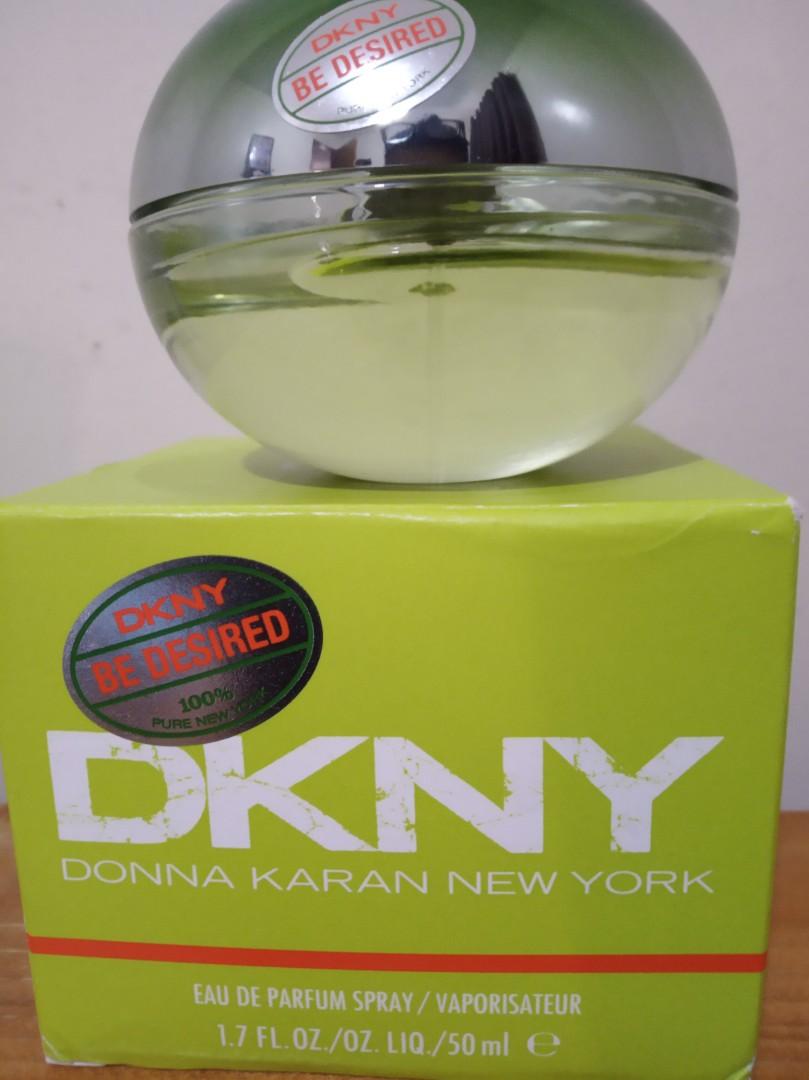 DKNY
BE DESIRED
DKNY
BE DESIRED
100%
PURE NEW YORK
DKNY
DONNA KARAN NEW YORK
EAU DE PARFUM SPRAY / VAPORISATEUR
1.7 FL.OZ./OZ. LIQ./50 ml ℮